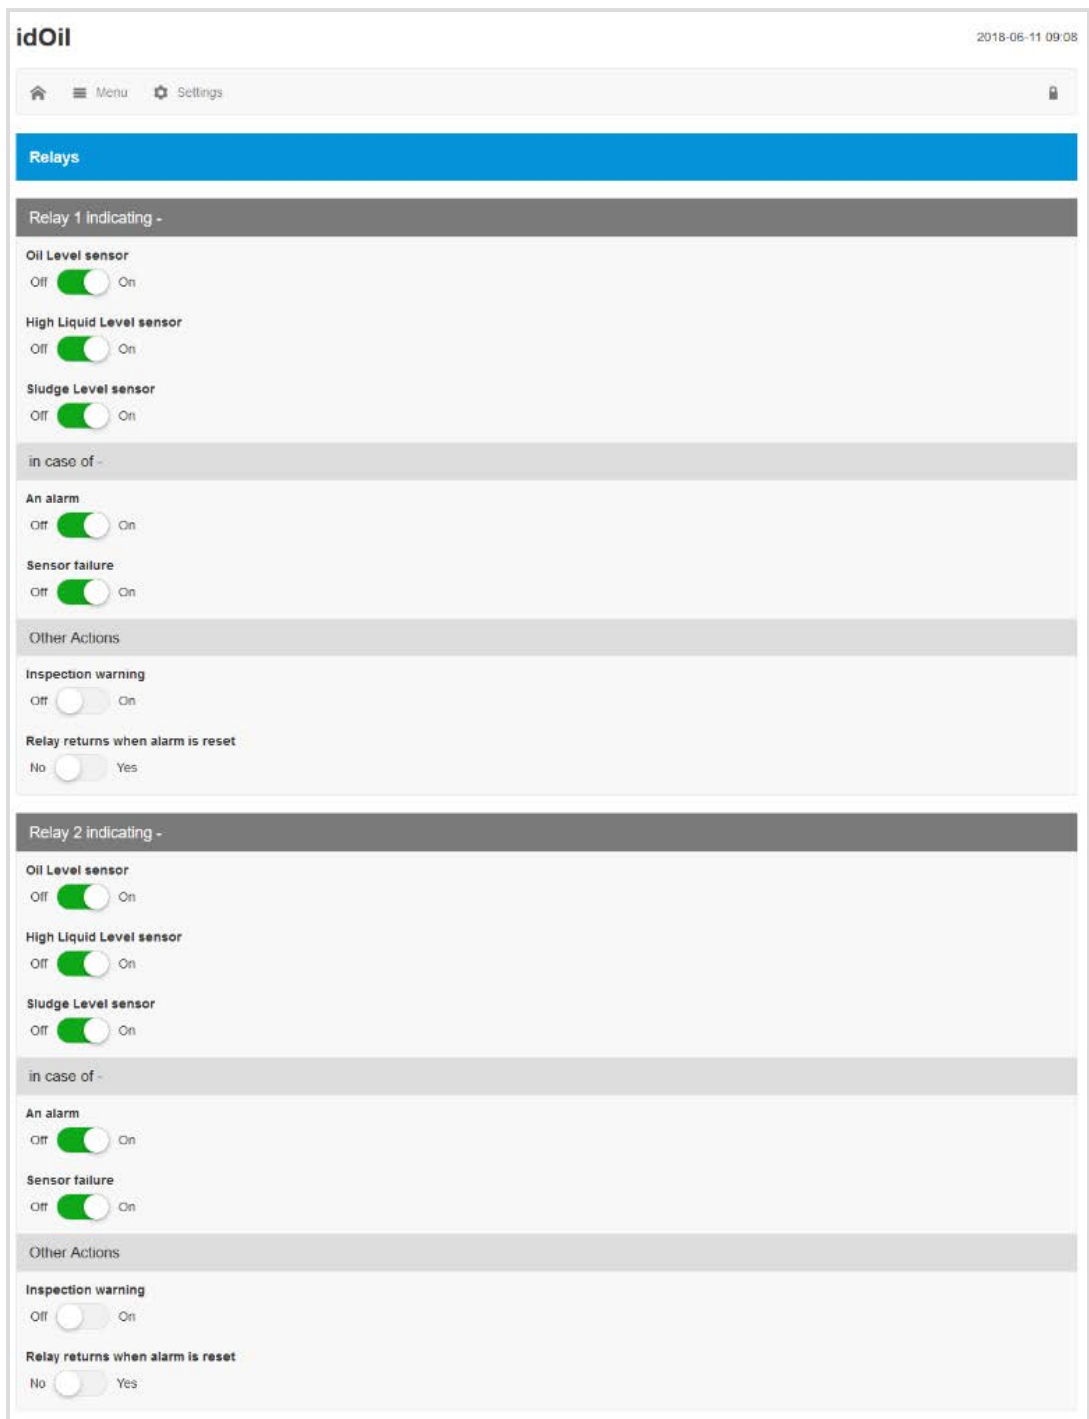 idOil
2018-06-11 09:08
Menu Settings
Relays
Relay 1 indicating -
Oil Level sensor
Off On
High Liquid Level sensor
Off On
Sludge Level sensor
Off On
in case of -
An alarm
Off On
Sensor failure
Off On
Other Actions
Inspection warning
Off On
Relay returns when alarm is reset
No Yes
Relay 2 indicating -
Oil Level sensor
Off On
High Liquid Level sensor
Off On
Sludge Level sensor
Off On
in case of -
An alarm
Off On
Sensor failure
Off On
Other Actions
Inspection warning
Off On
Relay returns when alarm is reset
No Yes